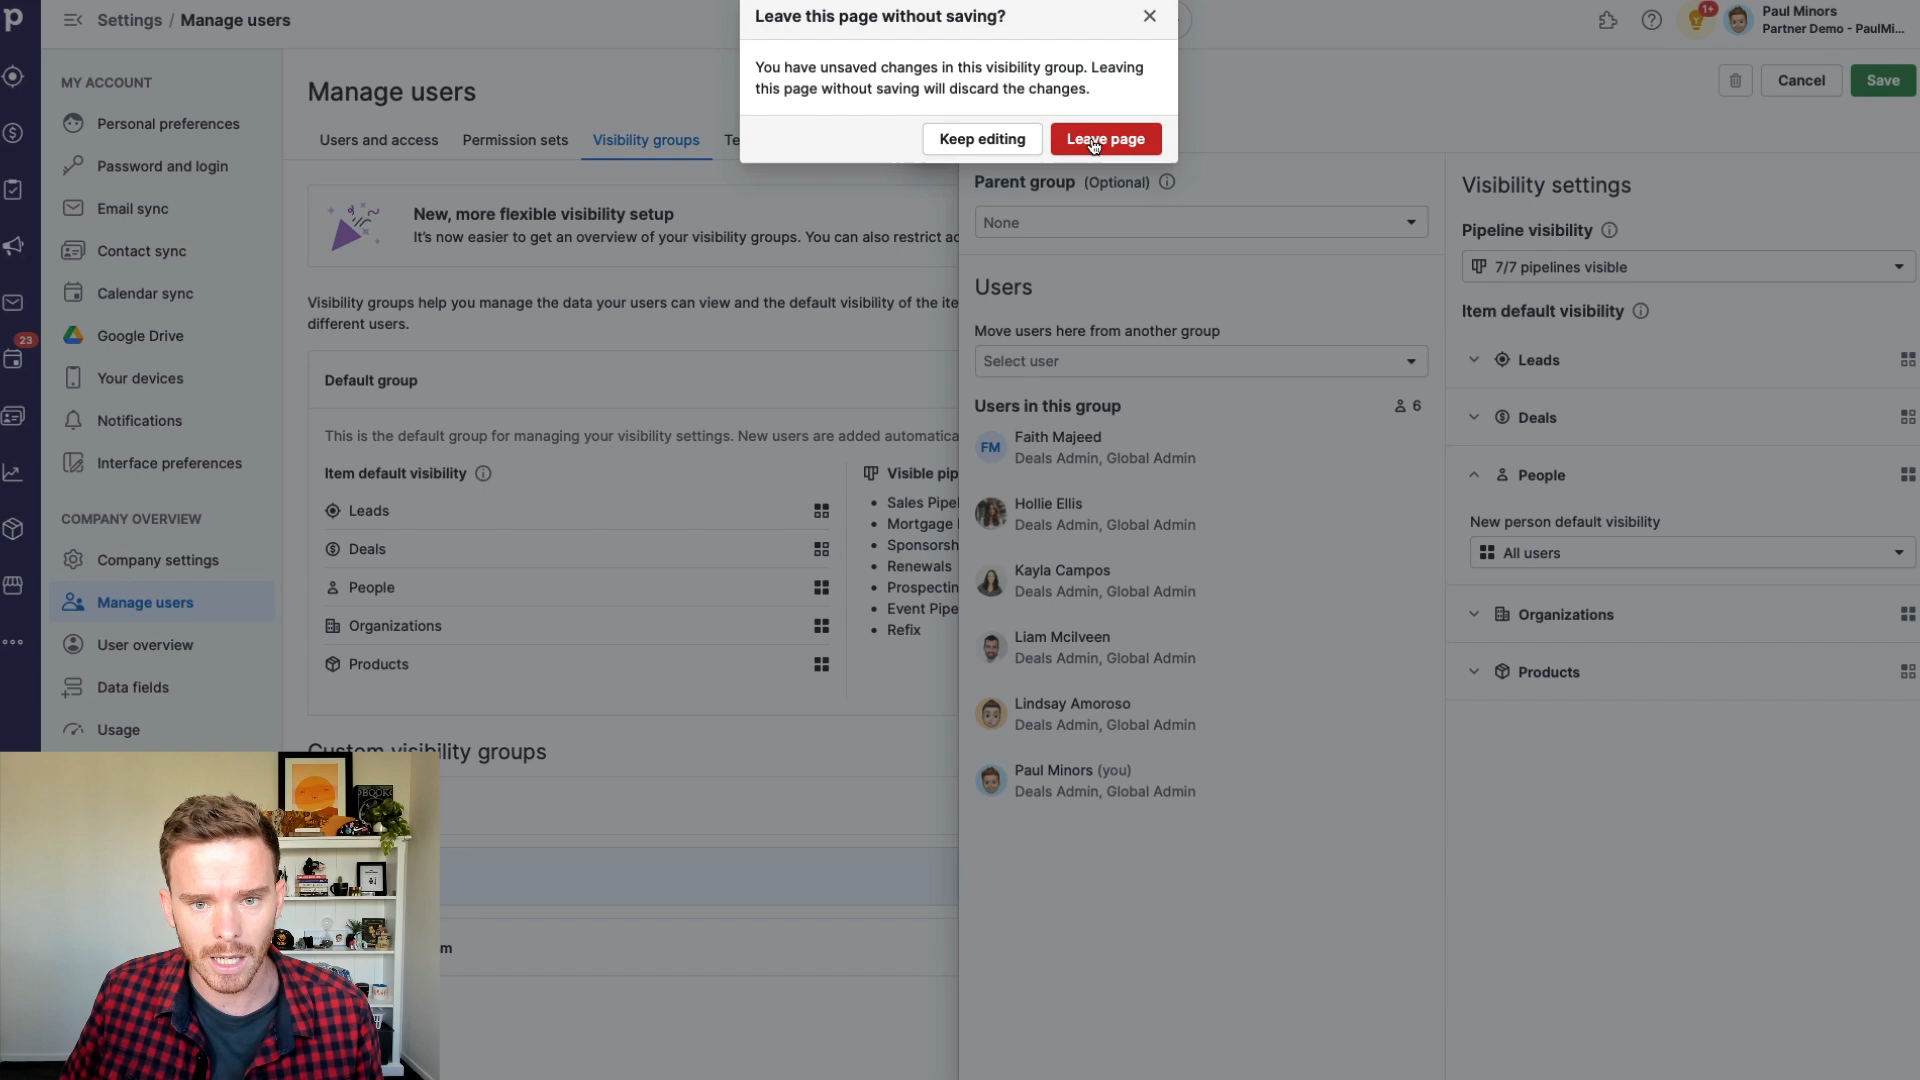 Settings / Manage users
Leave this page without saving?
1+
Paul Minors
Partner Demo - PaulMi...
You have unsaved changes in this visibility group. Leaving
this page without saving will discard the changes.
Keep editing
Leave page
Cancel
Save
MY ACCOUNT
Personal preferences
Password and login
Email sync
Contact sync
Calendar sync
Google Drive
Your devices
Notifications
Interface preferences
COMPANY OVERVIEW
Company settings
Manage users
User overview
Data fields
Usage
23
Manage users
Users and access
Permission sets
Visibility groups
Te
New, more flexible visibility setup
It's now easier to get an overview of your visibility groups. You can also restrict ac
Visibility groups help you manage the data your users can view and the default visibility of the ite
different users.
Default group
This is the default group for managing your visibility settings. New users are added automatica
Item default visibility
Leads
Deals
People
Organizations
Products
Visible pip
Sales Pipel
Mortgage
Sponsorsh
Renewals
Prospectin
Event Pipe
Refix
Custom visibility groups
m
Parent group (Optional)
None
Users
Move users here from another group
Select user
Users in this group
6
FM
Faith Majeed
Deals Admin, Global Admin
Hollie Ellis
Deals Admin, Global Admin
Kayla Campos
Deals Admin, Global Admin
Liam Mcilveen
Deals Admin, Global Admin
Lindsay Amoroso
Deals Admin, Global Admin
Paul Minors (you)
Deals Admin, Global Admin
Visibility settings
Pipeline visibility
7/7 pipelines visible
Item default visibility
Leads
Deals
People
New person default visibility
All users
Organizations
Products